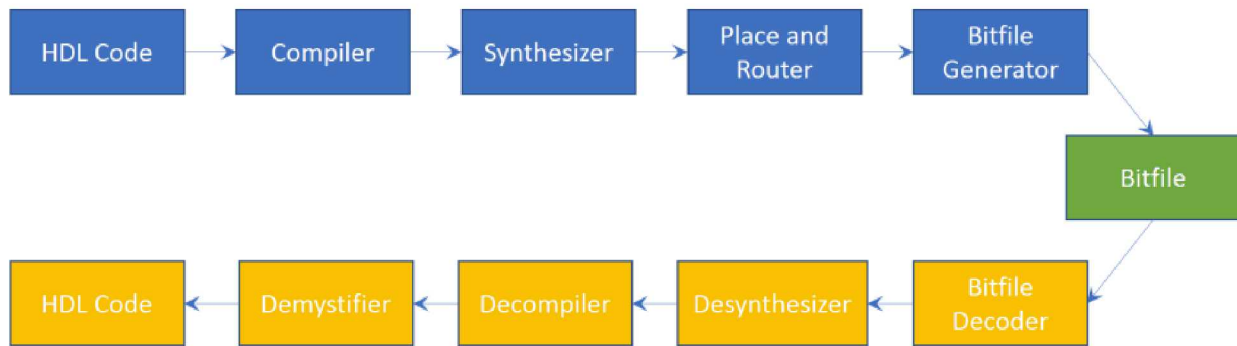 HDL Code
Compiler
Synthesizer
Place and
Router
Bitfile
Generator
Bitfile
HDL Code
Demystifier
Decompiler
Desynthesizer
Bitfile
Decoder